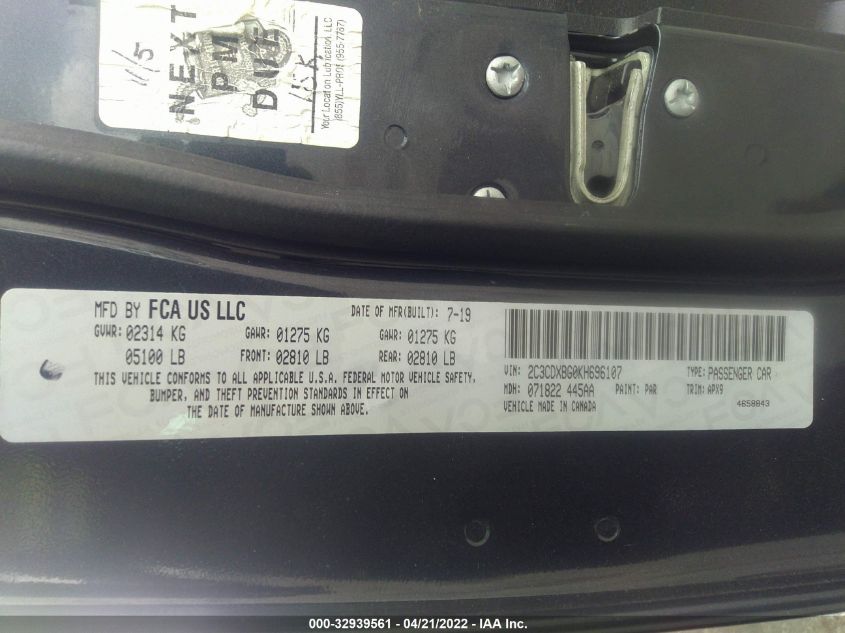 11/5
NEXT
PM
DUE
Your Location Lubrication, LLC
MFD BY FCA US LLC
DATE OF MFR(BUILT): 7-19
GVWR: 02314 KG GAWR: 01275 KG GAWR: 01275 KG
05100 LB FRONT: 02810 LB REAR: 02810 LB
THIS VEHICLE CONFORMS TO ALL APPLICABLE U.S.A. FEDERAL MOTOR VEHICLE SAFETY,
BUMPER, AND THEFT PREVENTION STANDARDS IN EFFECT ON
THE DATE OF MANUFACTURE SHOWN ABOVE.
VIN: 2C3CDXBG0KH696107 TYPE: PASSENGER CAR
MDH: 071822 445AA PAINT: PAR TRIM: APX9
VEHICLE MADE IN CANADA 4658843
000-32939561 - 04/21/2022 - IAA Inc.